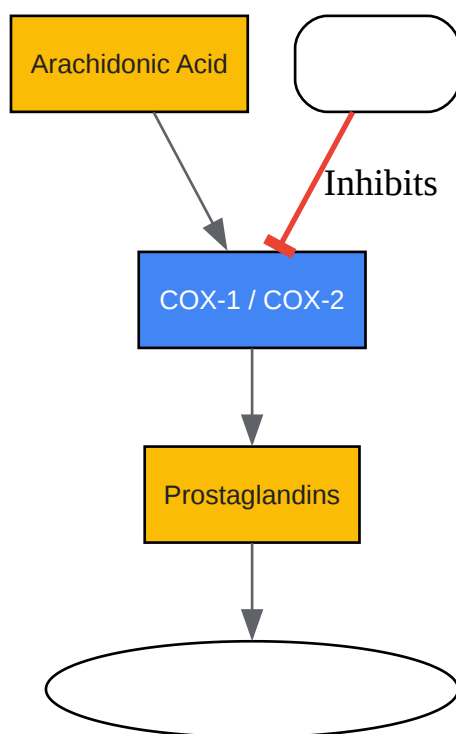 Arachidonic Acid
Inhibits
COX-1 / COX-2
Prostaglandins